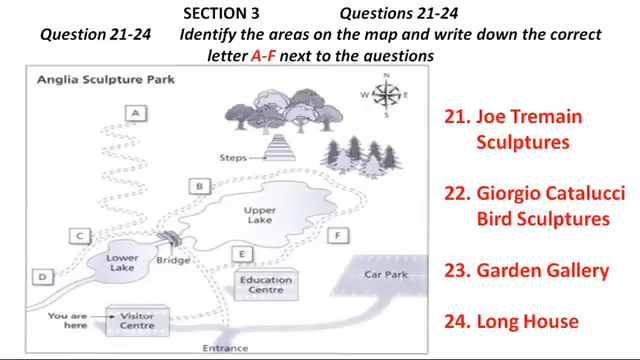 SECTION 3 Questions 21-24
Question 21-24 Identify the areas on the map and write down the correct
letter A-F next to the questions
Anglia Sculpture Park
N
W E
S
A
Steps
B
Upper
Lake
C
F
Lower
Lake
Bridge
E
D
Education
Centre
Car Park
You are
here
Visitor
Centre
Entrance
21. Joe Tremain
Sculptures
22. Giorgio Catalucci
Bird Sculptures
23. Garden Gallery
24. Long House